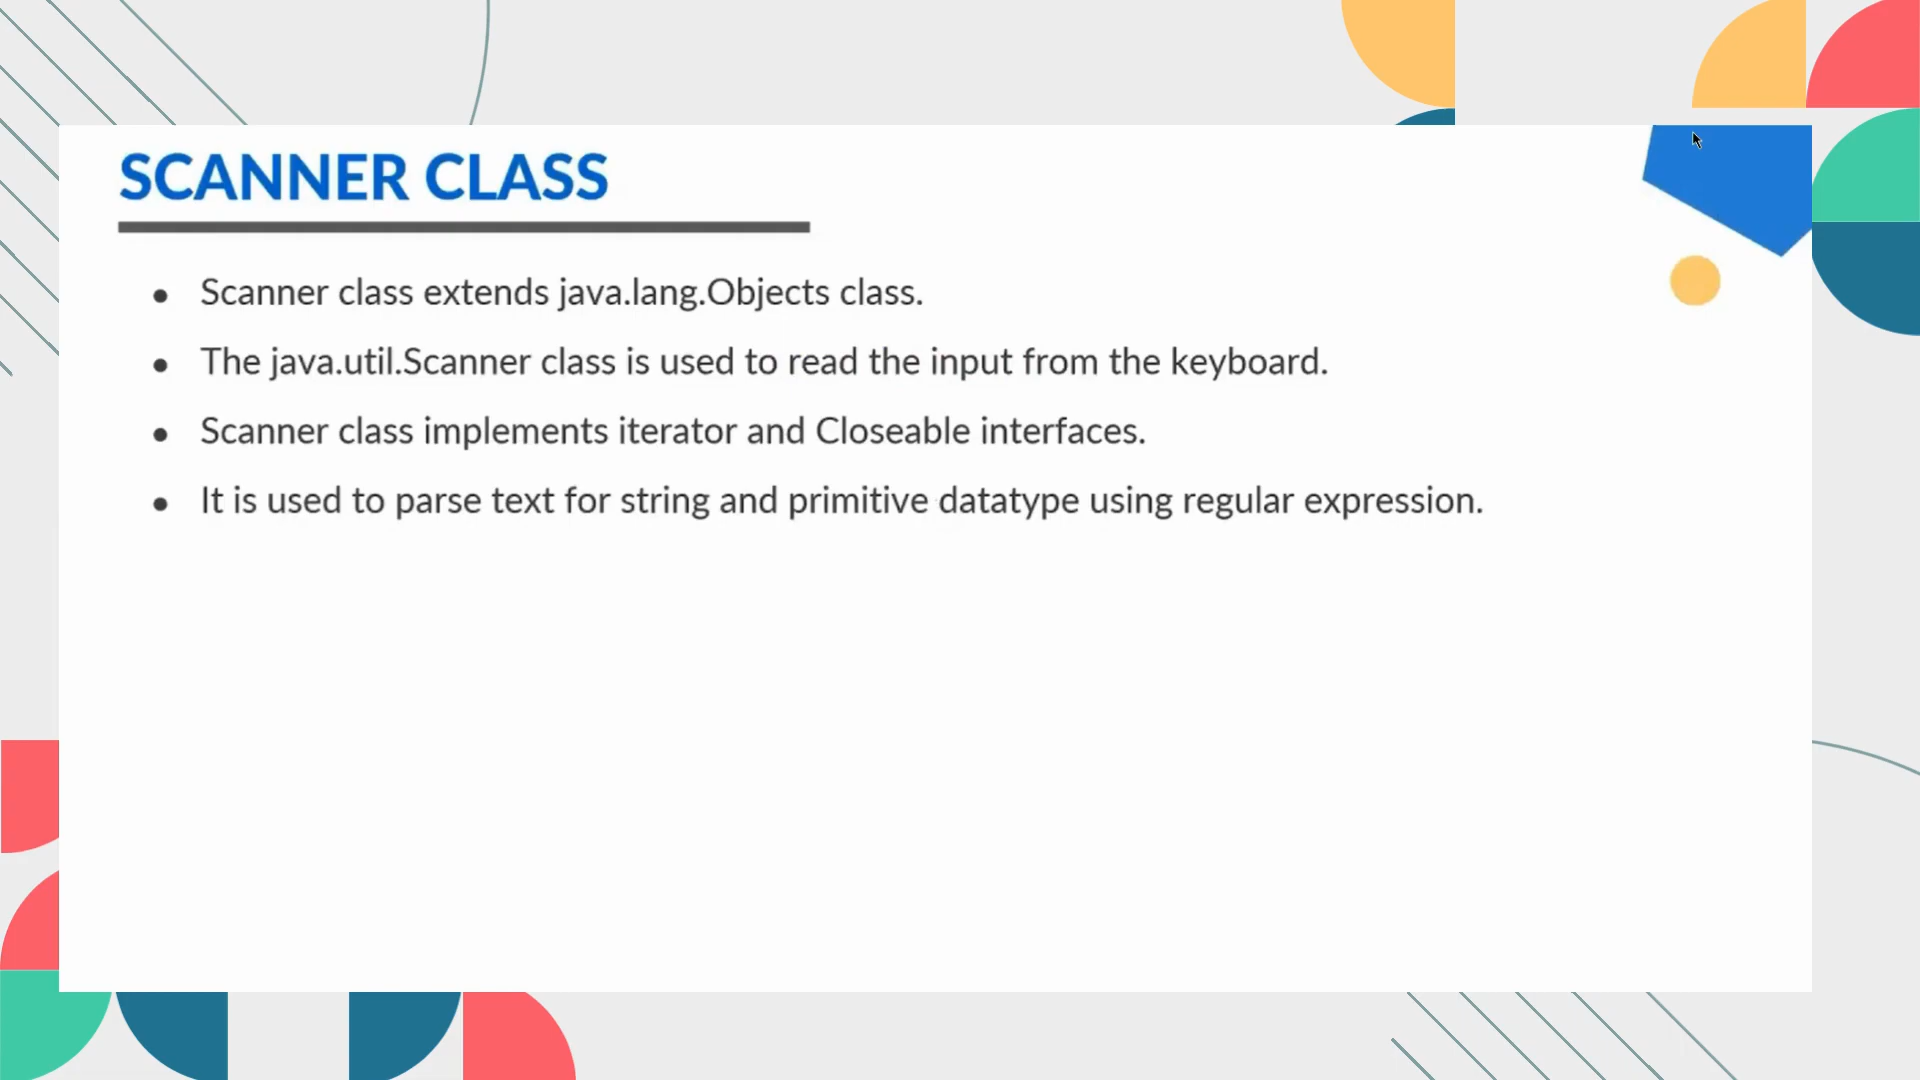 SCANNER CLASS
• Scanner class extends java.lang.Objects class.
• The java.util.Scanner class is used to read the input from the keyboard.
• Scanner class implements iterator and Closeable interfaces.
• It is used to parse text for string and primitive datatype using regular expression.